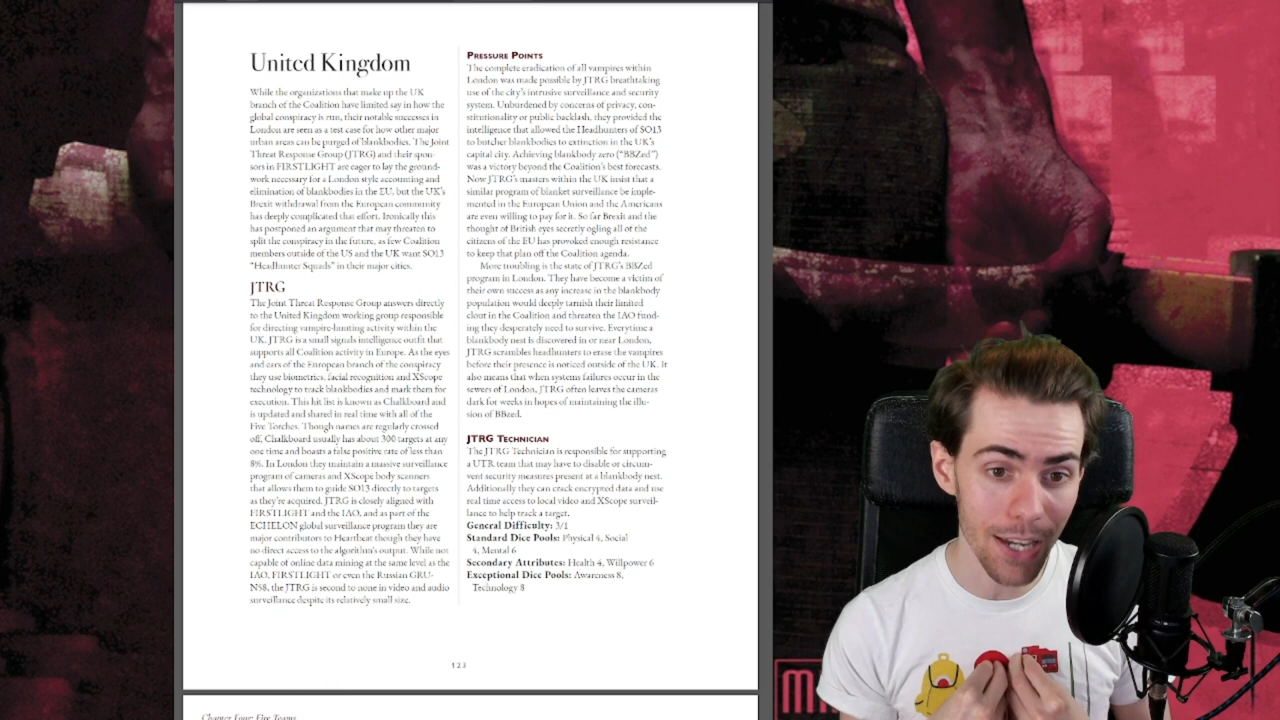 United Kingdom
While the organizations that make up the UK
branch of the Coalition have limited say in how the
global conspiracy is run, their notable successes in
London are seen as a test case for how other major
urban areas can be purged of blankbodies. The Joint
Threat Response Group (JTRG) and their spon-
sors in FIRSTLIGHT are eager to lay the ground-
work necessary for a London style accounting and
elimination of blankbodies in the EU, but the UK's
Brexit withdrawal from the European community
has deeply complicated that effort. Ironically this
has postponed an argument that may threaten to
split the conspiracy in the future, as few Coalition
members outside of the US and the UK want SO13
"Headhunter Squads" in their major cities.
JTRG
The Joint Threat Response Group answers directly
to the United Kingdom working group responsible
for directing vampire-hunting activity within the
UK. JTRG is a small signals intelligence outfit that
supports all Coalition activity in Europe. As the eyes
and ears of the European branch of the conspiracy
they use biometrics, facial recognition and XScope
technology to track blankbodies and mark them for
execution. This hit list is known as Chalkboard and
is updated and shared in real time with all of the
Five Torches. Though names are regularly crossed
off, Chalkboard usually has about 300 targets at any
one time and boasts a false positive rate of less than
8%. In London they maintain a massive surveillance
program of cameras and XScope body scanners
that allows them to guide SO13 directly to targets
as they're acquired. JTRG is closely aligned with
FIRSTLIGHT and the IAO, and as part of the
ECHELON global surveillance program they are
major contributors to Heartbeat though they have
no direct access to the algorithm's output. While not
capable of online data mining at the same level as the
IAO, FIRSTLIGHT or even the Russian GRU-
N58, the JTRG is second to none in video and audio
surveillance despite its relatively small size.
Pressure Points
The complete eradication of all vampires within
London was made possible by JTRG breathtaking
use of the city's intrusive surveillance and security
system. Unburdened by concerns of privacy, con-
stitutionality or public backlash, they provided the
intelligence that allowed the Headhunters of SO13
to butcher blankbodies to extinction in the UK's
capital city. Achieving blankbody zero ("BBZed")
was a victory beyond the Coalition's best forecasts.
Now JTRG's masters within the UK insist that a
similar program of blanket surveillance be imple-
mented in the European Union and the Americans
are even willing to pay for it. So far Brexit and the
thought of British eyes secretly ogling all of the
citizens of the EU has provoked enough resistance
to keep that plan off the Coalition agenda.
More troubling is the state of JTRG's BBZed
program in London. They have become a victim of
their own success as any increase in the blankbody
population would deeply tarnish their limited
clout in the Coalition and threaten the IAO fund-
ing they desperately need to survive. Everytime a
blankbody nest is discovered in or near London,
JTRG scrambles headhunters to erase the vampires
before their presence is noticed outside of the UK. It
also means that when systems failures occur in the
sewers of London, JTRG often leaves the cameras
dark for weeks in hopes of maintaining the illu-
sion of BBzed.
JTRG Technician
The JTRG Technician is responsible for supporting
a UTR team that may have to disable or circum-
vent security measures present at a blankbody nest.
Additionally they can crack encrypted data and use
real time access to local video and XScope surveil-
lance to help track a target.
General Difficulty: 3/1
Standard Dice Pools: Physical 4, Social
4, Mental 6
Secondary Attributes: Health 4, Willpower 6
Exceptional Dice Pools: Awareness 8,
Technology 8
123
Chapter Four: Fire Teams